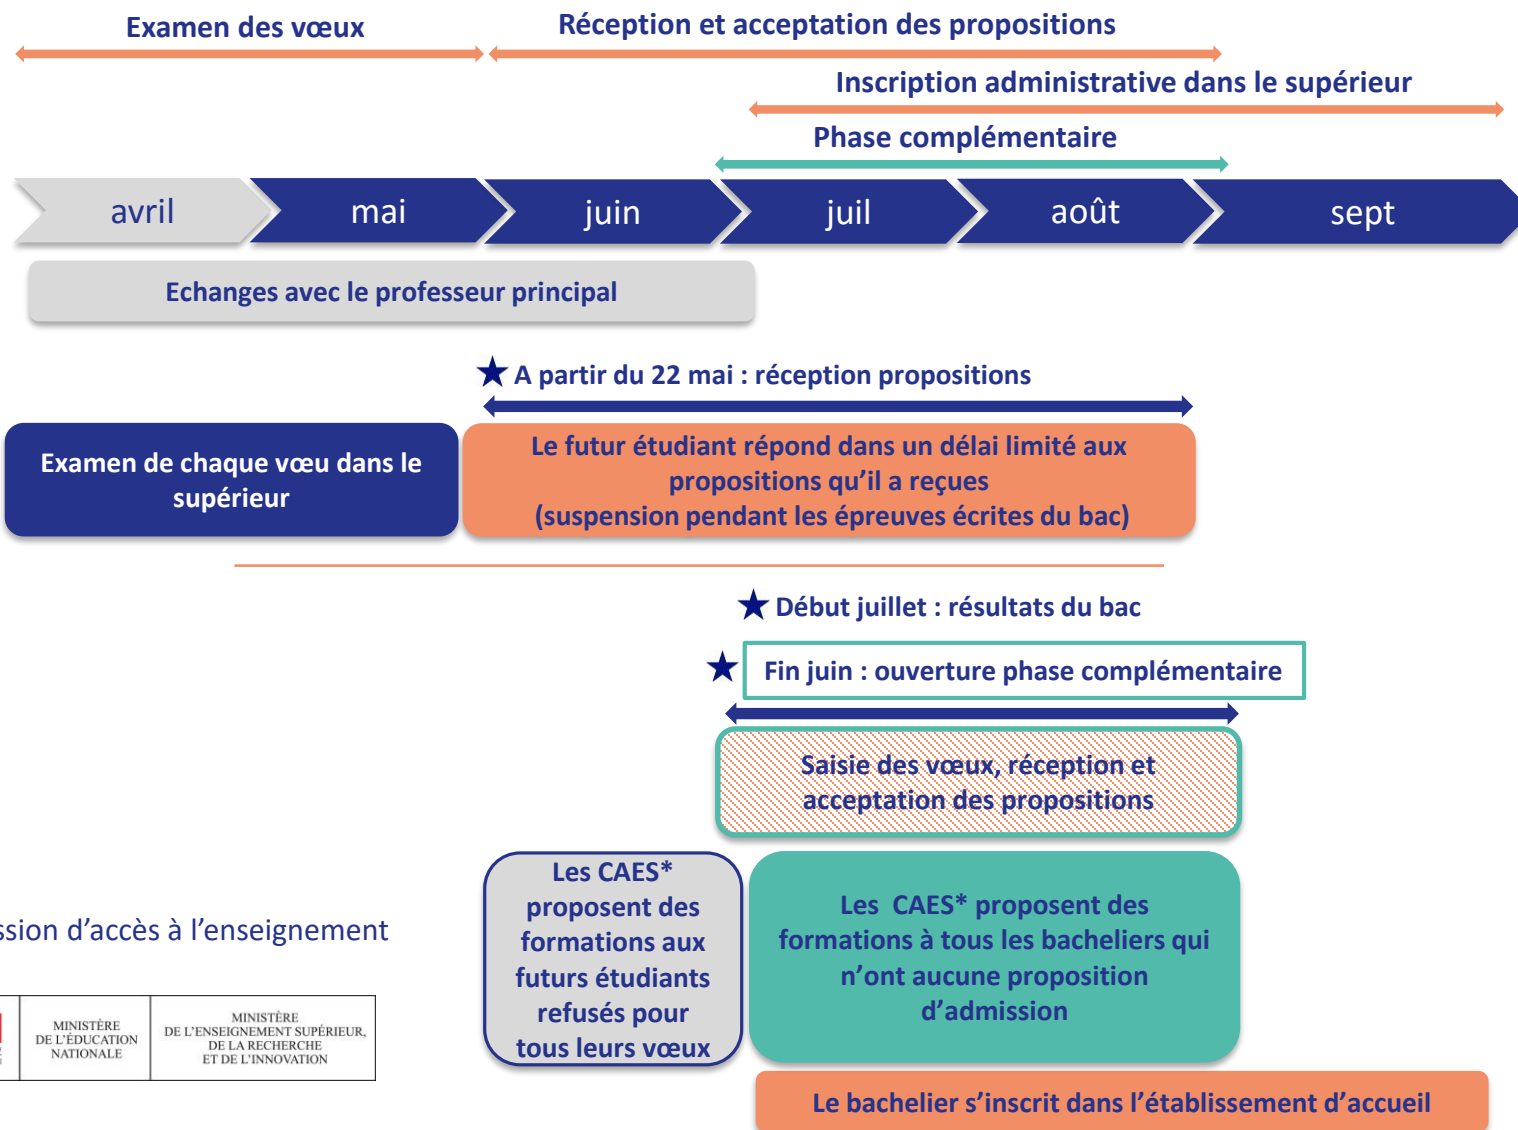 Examen des vœux
Réception et acceptation des propositions
Inscription administrative dans le supérieur
Phase complémentaire
avril
mai
juin
juil
août
sept
Echanges avec le professeur principal
A partir du 22 mai : réception propositions
Examen de chaque vœu dans le
supérieur
Le futur étudiant répond dans un délai limité aux
propositions qu’il a reçues
(suspension pendant les épreuves écrites du bac)
Début juillet : résultats du bac
Fin juin : ouverture phase complémentaire
Saisie des vœux, réception et
acceptation des propositions
Les CAES*
proposent des
formations aux
futurs étudiants
refusés pour
tous leurs vœux
Les CAES* proposent des
formations à tous les bacheliers qui
n’ont aucune proposition
d’admission
ssion d’accès à l’enseignement
MINISTÈRE
DE L'ÉDUCATION
NATIONALE
MINISTÈRE
DE L'ENSEIGNEMENT SUPÉRIEUR,
DE LA RECHERCHE
ET DE L'INNOVATION
Le bachelier s’inscrit dans l’établissement d’accueil